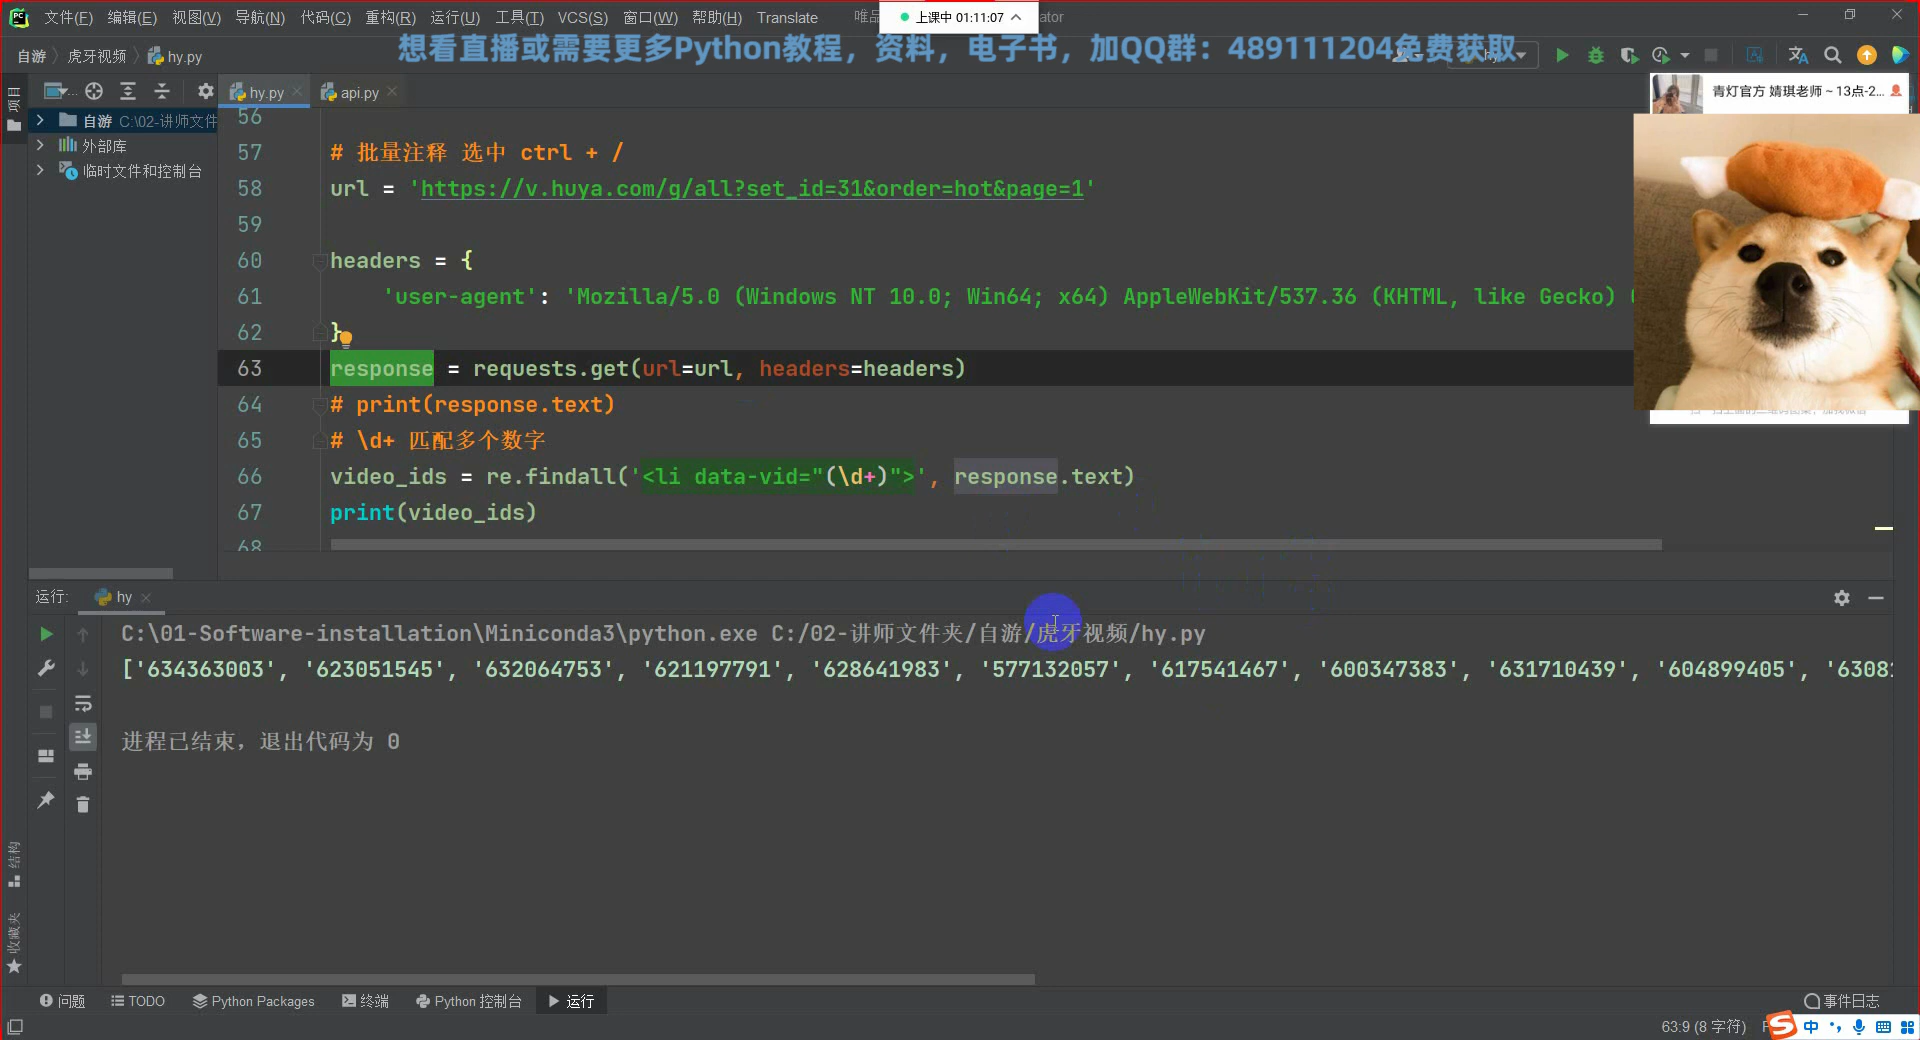 文件(F) 编辑(E) 视图(V) 导航(N) 代码(C) 重构(R) 运行(U) 工具(T) VCS(S) 窗口(W) 帮助(H) Translate 唯品 上课中 01:11:07 ator
想看直播或需要更多Python教程，资料，电子书，加QQ群：489111204免费获取
自游 虎牙视频 hy.py
项目
hy.py api.py
青灯官方 婧琪老师 ~ 13点-2...
自游 C:\02-讲师文件
外部库
临时文件和控制台
56
57 # 批量注释 选中 ctrl + /
58 url = 'https://v.huya.com/g/all?set_id=31&order=hot&page=1'
59
60 headers = {
61 'user-agent': 'Mozilla/5.0 (Windows NT 10.0; Win64; x64) AppleWebKit/537.36 (KHTML, like Gecko)
62 }
63 response = requests.get(url=url, headers=headers)
64 # print(response.text)
65 # \d+ 匹配多个数字
66 video_ids = re.findall('<li data-vid="(\d+)">', response.text)
67 print(video_ids)
68
运行: hy
C:\01-Software-installation\Miniconda3\python.exe C:/02-讲师文件夹/自游/虎牙视频/hy.py
['634363003', '623051545', '632064753', '621197791', '628641983', '577132057', '617541467', '600347383', '631710439', '604899405', '6308
进程已结束，退出代码为 0
结构
收藏夹
问题 TODO Python Packages 终端 Python 控制台 运行 事件日志
63:9 (8 字符) 中